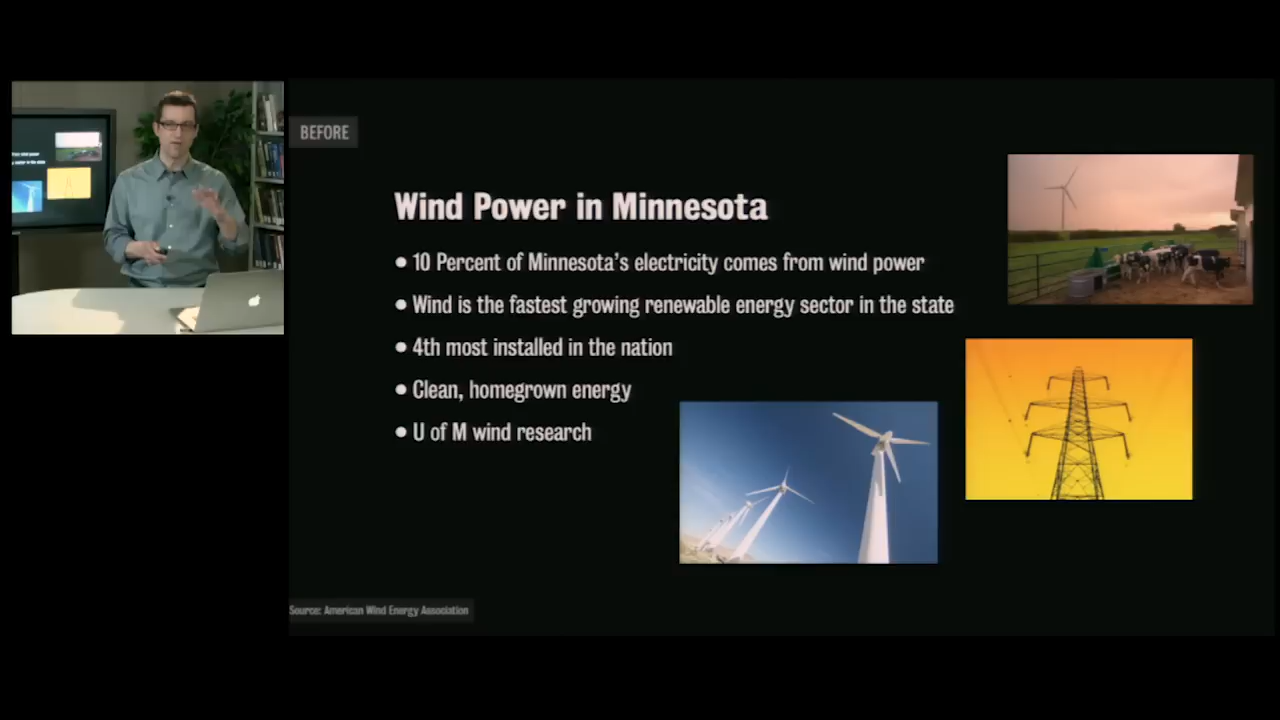 BEFORE
Wind Power in Minnesota
• 10 Percent of Minnesota's electricity comes from wind power
• Wind is the fastest growing renewable energy sector in the state
• 4th most installed in the nation
• Clean, homegrown energy
• U of M wind research
Source: American Wind Energy Association